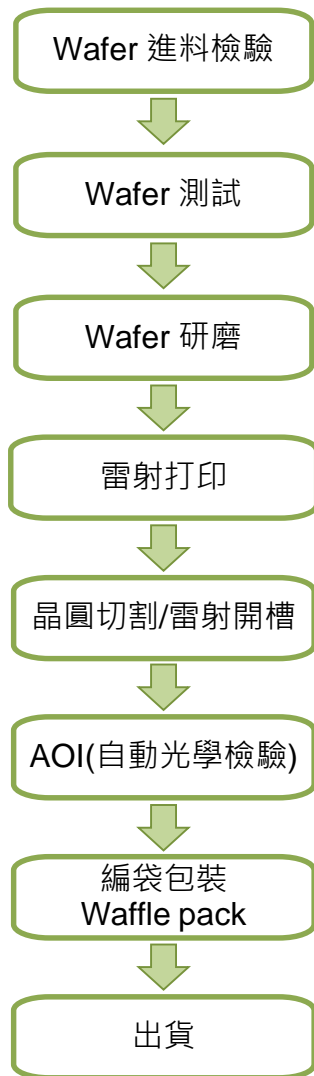 Wafer 進料檢驗
Wafer 測試
Wafer 研磨
雷射打印
晶圓切割/雷射開槽
AOI(自動光學檢驗)
編袋包裝
Waffle pack
出貨